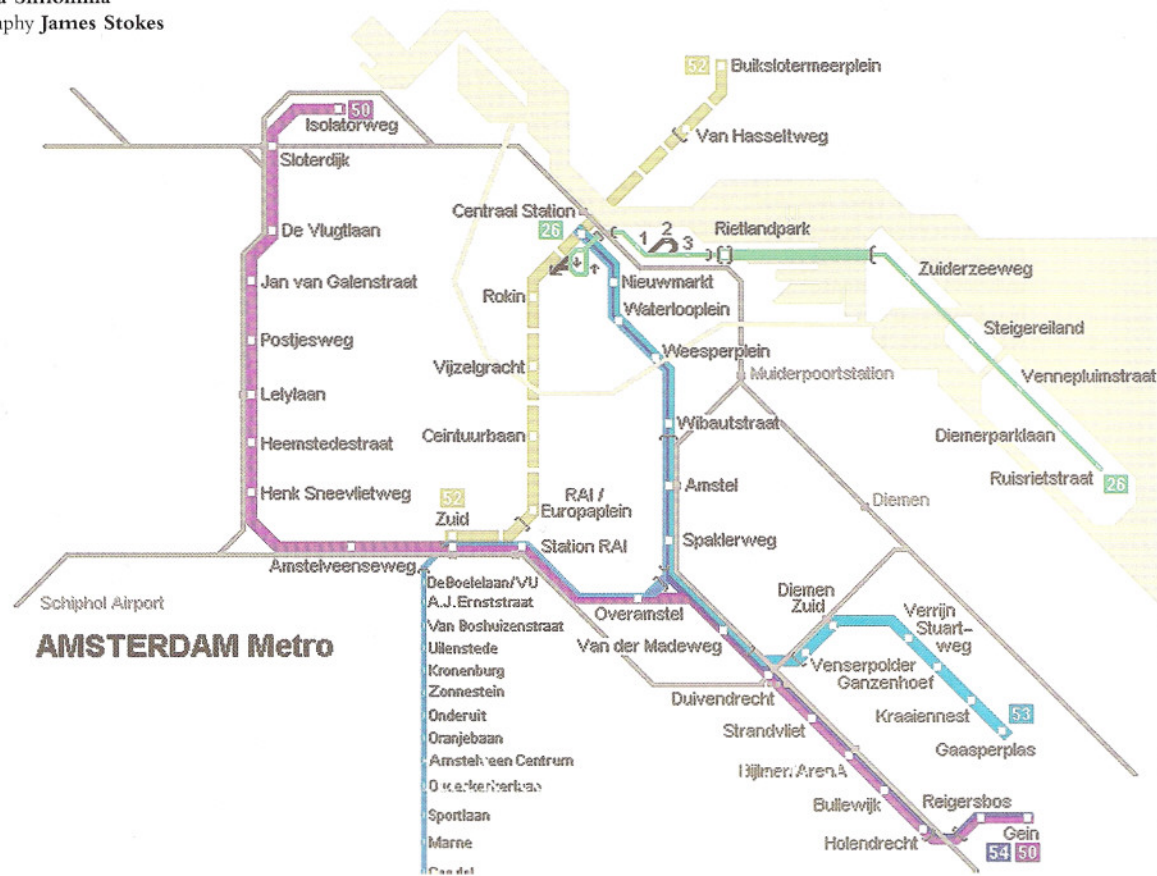 aphy James Stokes
52
Buikslotermeerplein
50
Isolatorweg
Van Hasseltweg
Sloterdijk
Centraal Station
26
1 2 3
Rietlandpark
De Vlugtlaan
Zuiderzeeweg
Jan van Galenstraat
Nieuwmarkt
Rokin
Waterlooplein
Steigereiland
Postjesweg
Weesperplein
Vijzelgracht
Muiderpoortstation
Vennepluimstraat
Lelylaan
Wibautstraat
Heemstedestraat
Ceintuurbaan
Diemerparklaan
Ruisrietstraat
26
Henk Sneevlietweg
52
Zuid
RAI /
Europaplein
Amstel
Diemen
Station RAI
Spaklerweg
Amstelveenseweg
Schiphol Airport
AMSTERDAM Metro
DeBoelelaan/VU
A.J.Ernststraat
Van Boshuizenstraat
Uilenstede
Kronenburg
Zonnestein
Onderuit
Oranjebaan
Amstelveen Centrum
Sportlaan
Marne
Overamstel
Van der Madeweg
Diemen
Zuid
Verrijn
Stuart-
weg
Venserpolder
Ganzenhoef
Duivendrecht
Kraaiennest
53
Strandvliet
Gaasperplas
Bijlmer/ArenA
Bullewijk
Reigersbos
Holendrecht
Gein
54 50